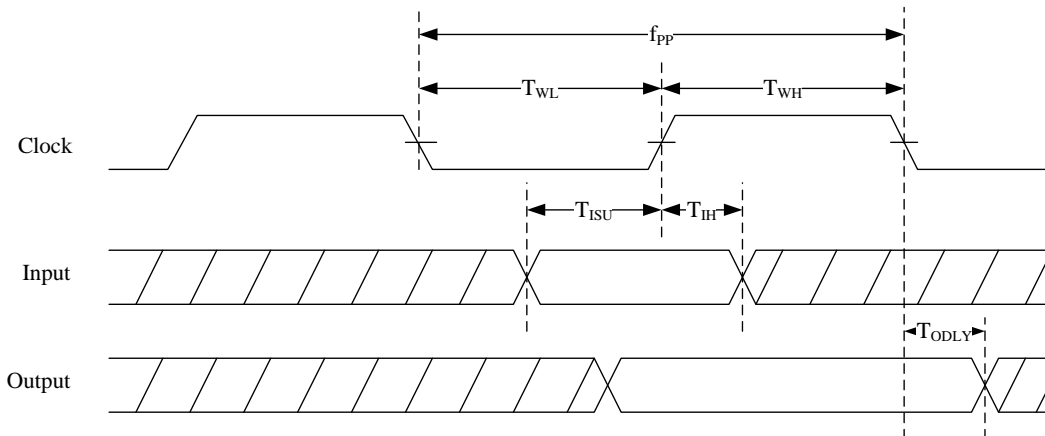 f_PP
T_WL
T_WH
Clock
T_ISU
T_IH
Input
T_ODLY
Output